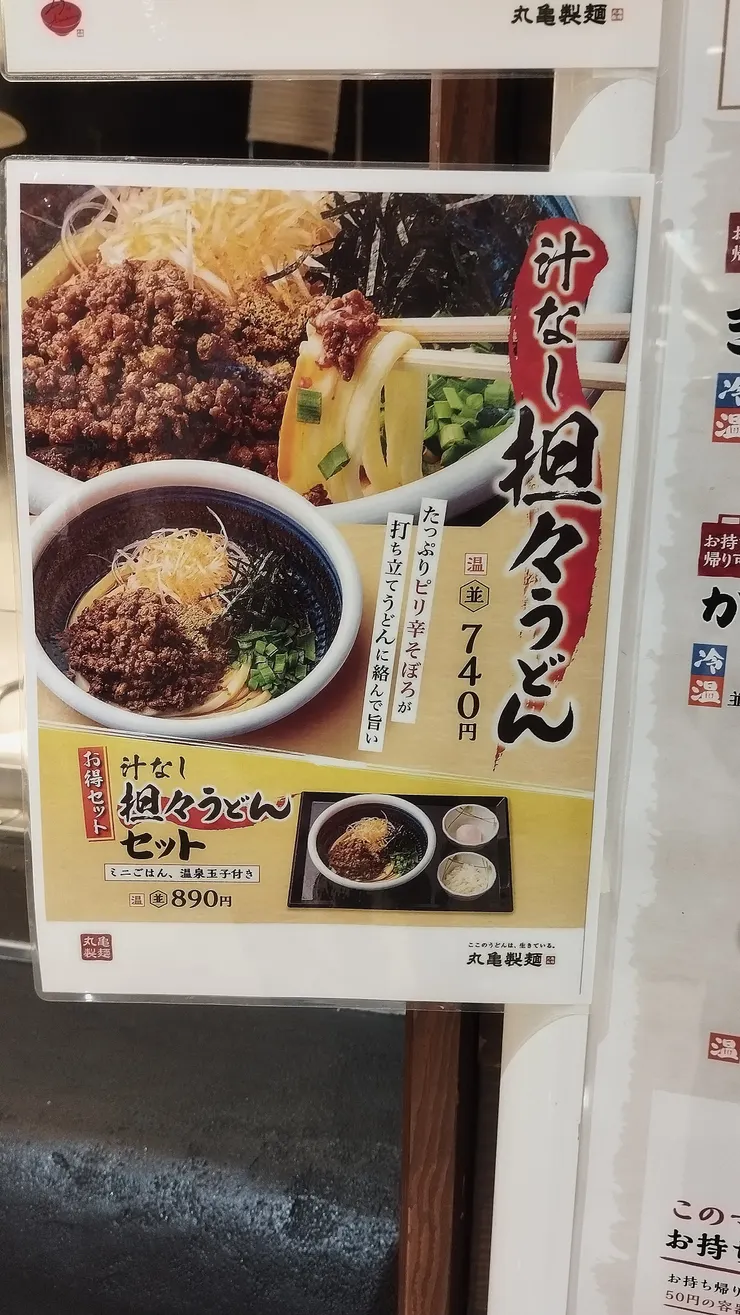 丸亀製麺
汁なし
担々うどん
温
並
740円
たっぷりピリ辛そぼろが
打ち立てうどんに絡んで旨い
お得セット
汁なし
担々うどん
セット
ミニごはん、温泉玉子付き
温 並 890円
丸亀
製麺
ここのうどんは、生きている。
丸亀製麺
冷
温
お持
帰り可
か
冷
温
温
この
お持ち
お持ち帰り
50円の容